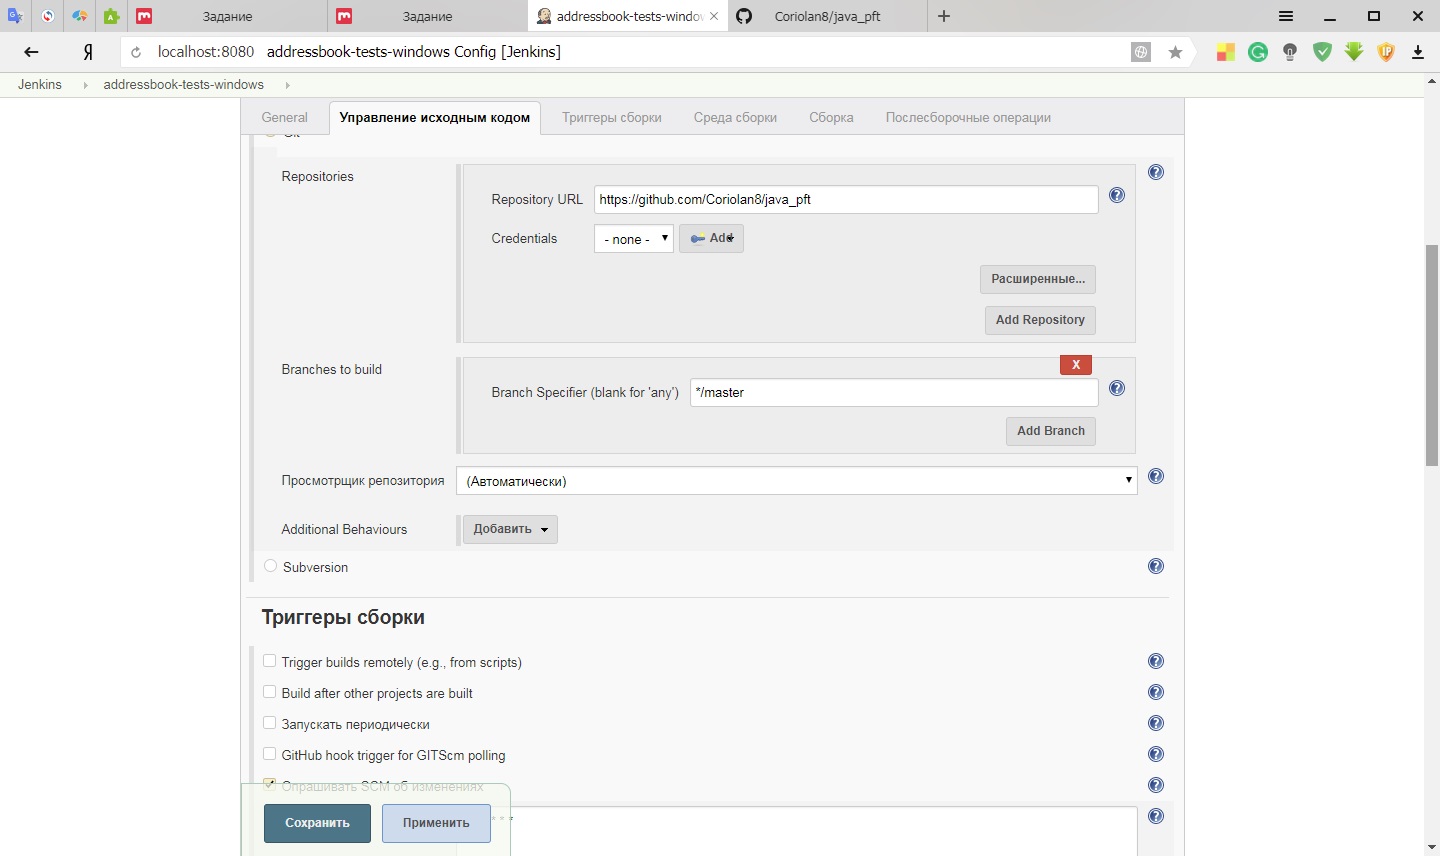 Задание
Задание
addressbook-tests-windov
Coriolan8/java_pft
Я
localhost:8080 addressbook-tests-windows Config [Jenkins]
Jenkins
addressbook-tests-windows
General
Управление исходным кодом
Триггеры сборки
Среда сборки
Сборка
Послесборочные операции
Git
Repositories
Repository URL
https://github.com/Coriolan8/java_pft
Credentials
- none -
Add
Расширенные...
Add Repository
Branches to build
X
Branch Specifier (blank for 'any')
*/master
Add Branch
Просмотрщик репозитория
(Автоматически)
Additional Behaviours
Добавить
Subversion
Триггеры сборки
Trigger builds remotely (e.g., from scripts)
Build after other projects are built
Запускать периодически
GitHub hook trigger for GITScm polling
Опрашивать SCM об изменениях
* * *
Сохранить
Применить